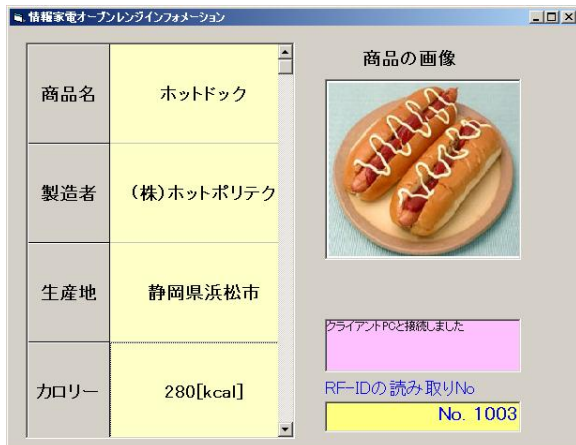 情報家電オーブンレンジインフォメーション
商品名 ホットドック
製造者 (株)ホットポリテク
生産地 静岡県浜松市
カロリー 280[kcal]
商品の画像
クライアントPCと接続しました
RF-IDの読み取りNo
No. 1003